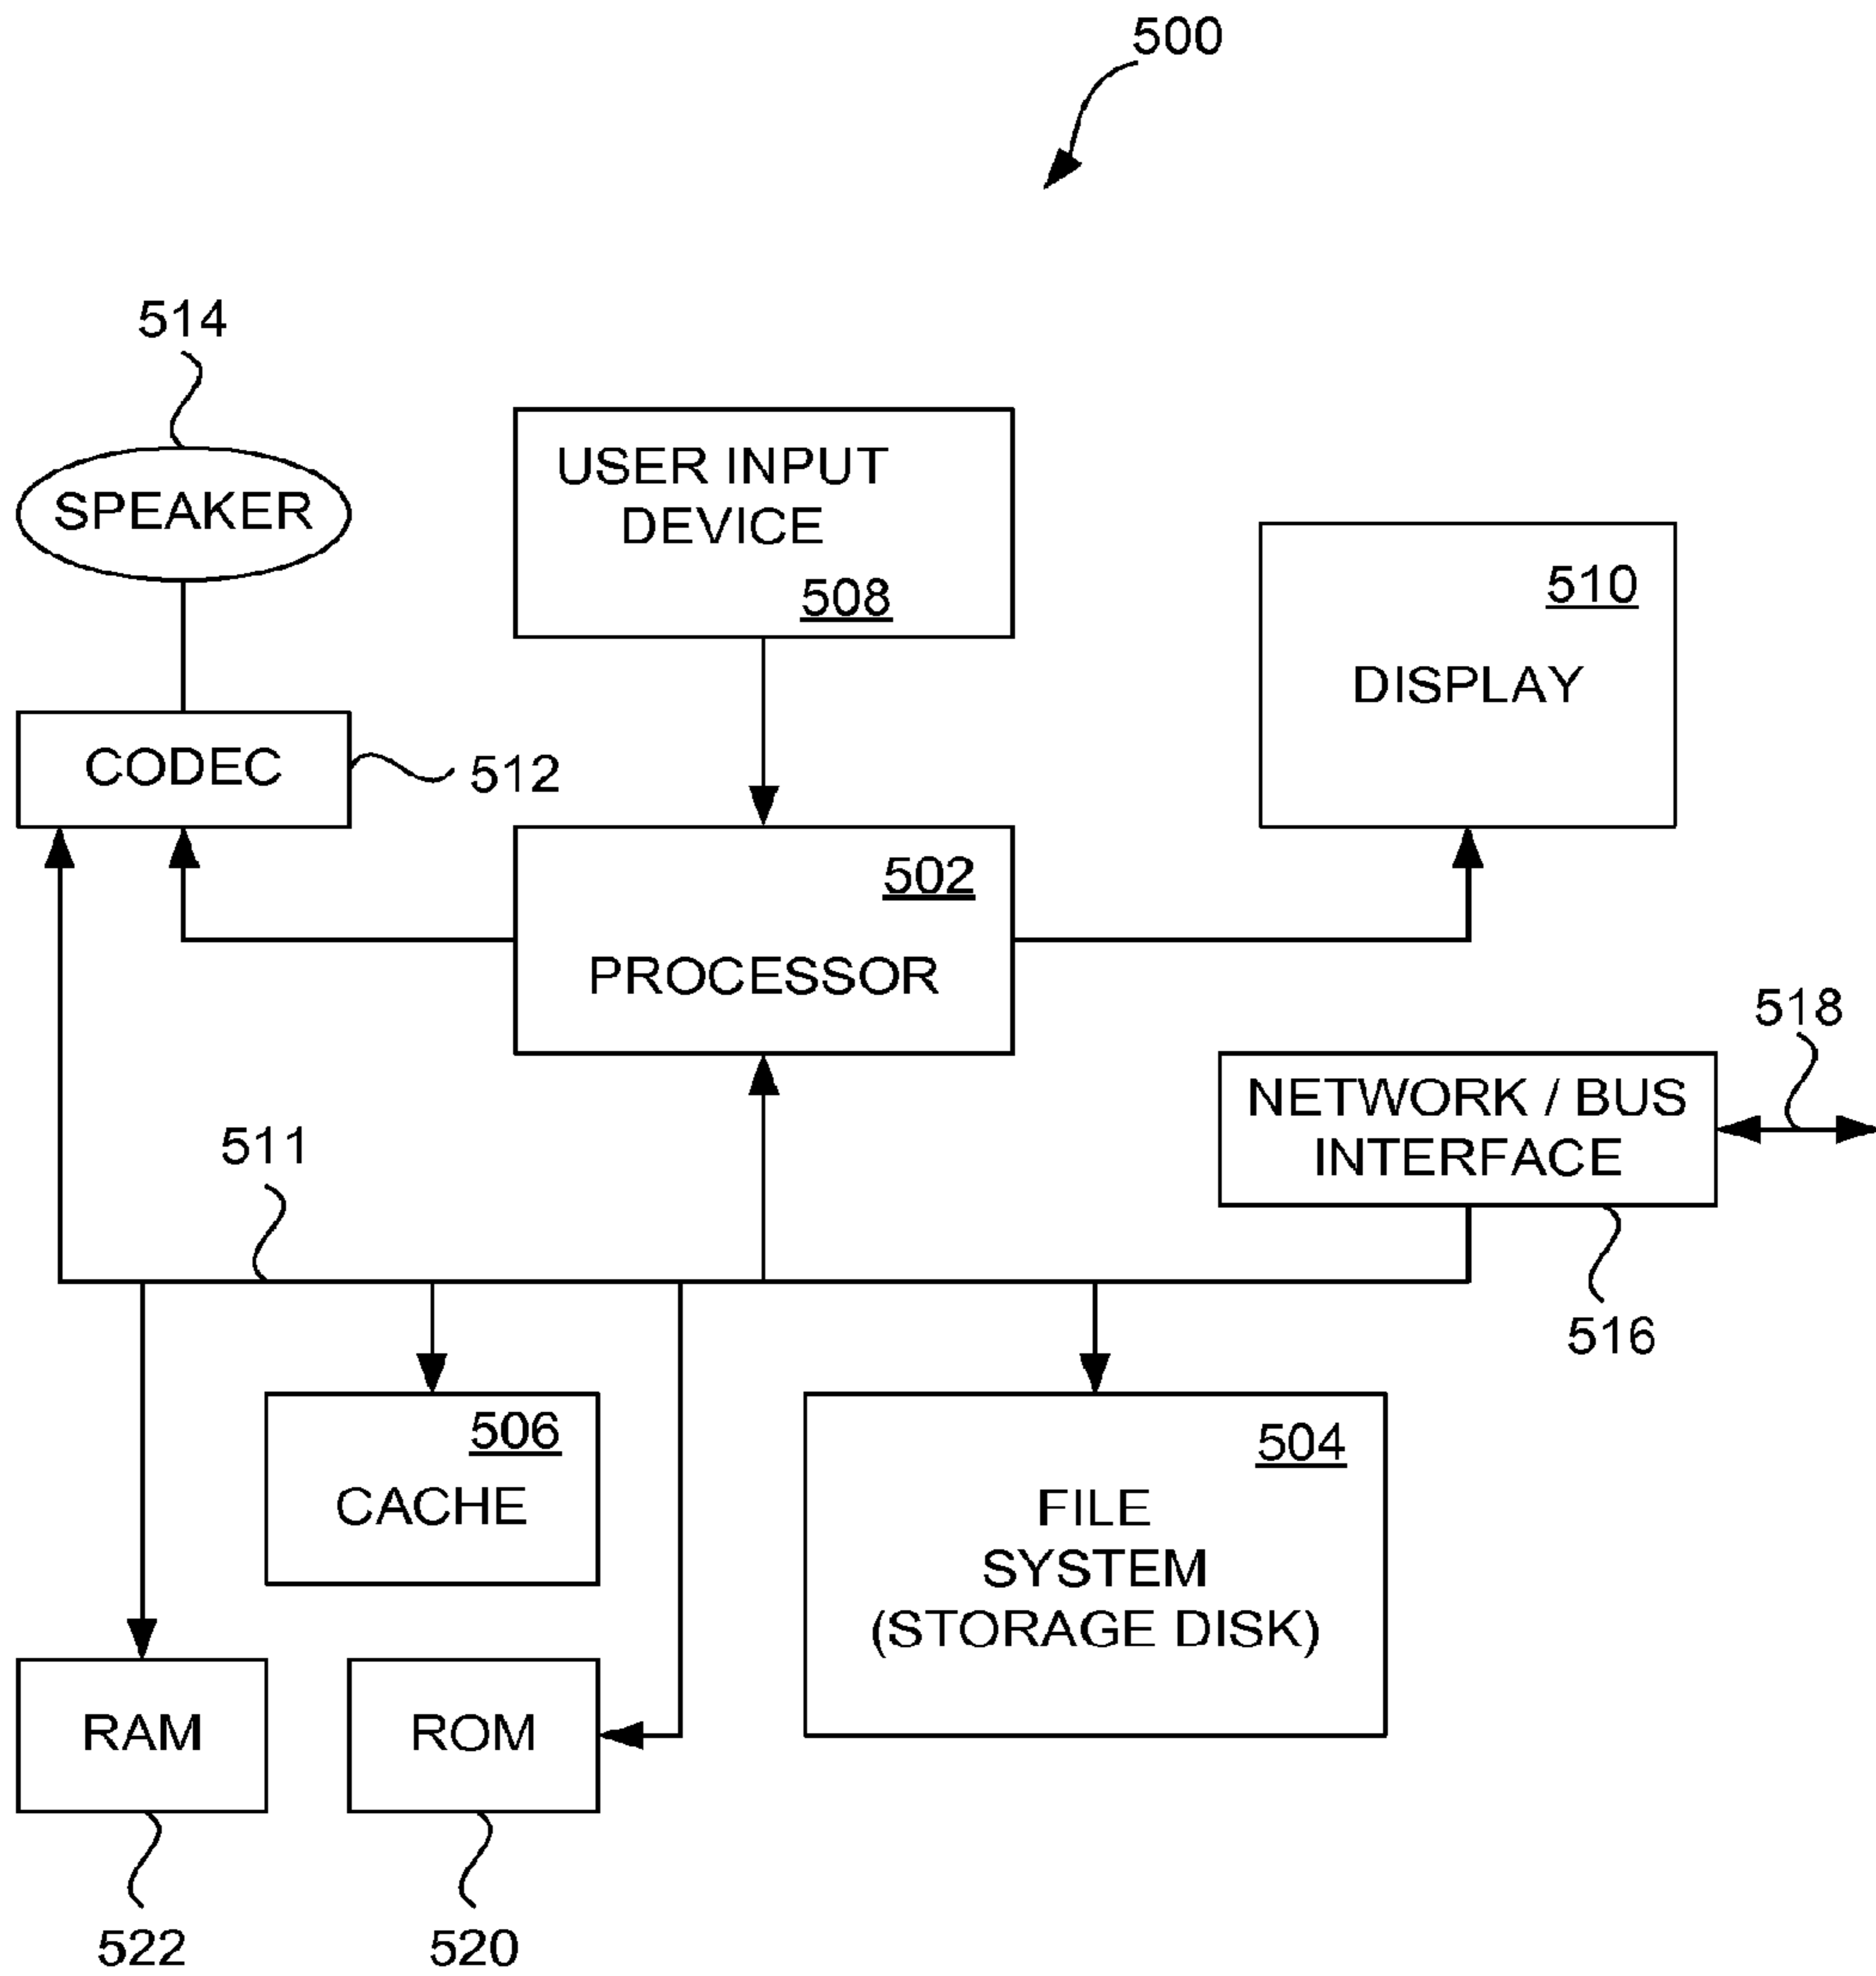 500
514
SPEAKER
USER INPUT
DEVICE
508
510
DISPLAY
CODEC
512
502
PROCESSOR
518
NETWORK / BUS
INTERFACE
511
516
506
CACHE
504
FILE
SYSTEM
(STORAGE DISK)
RAM
ROM
522
520